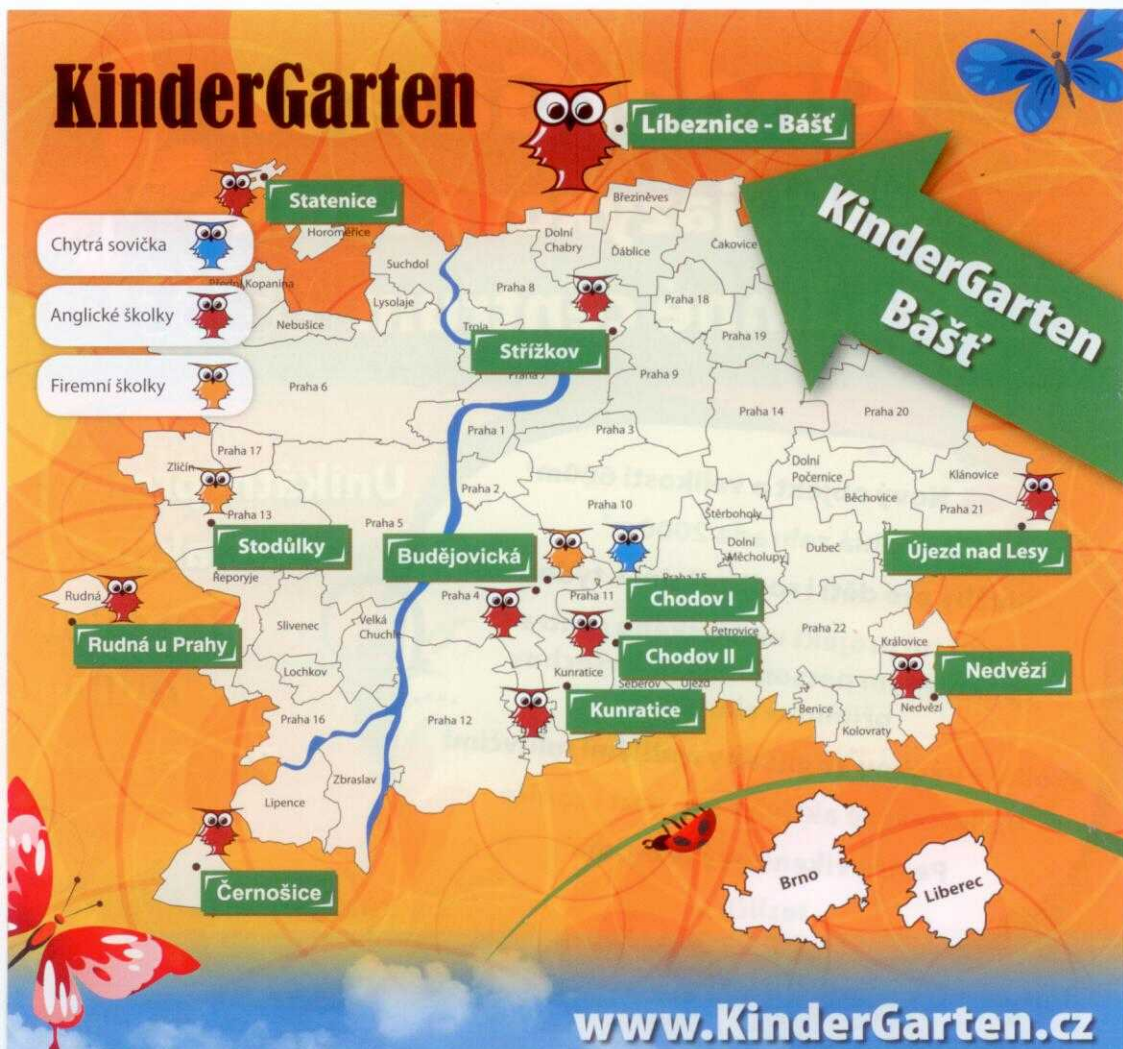 KinderGarten
Líbeznice - Bášť
Statenice
Březiněves
Horoměřice
Dolní
Chabry
Ďáblice
Čakovice
KinderGarten
Bášť
Chytrá sovička
Suchdol
Přední Kopanina
Praha 8
Lysolaje
Praha 18
Anglické školky
Nebušice
Troja
Praha 19
Střížkov
Firemní školky
Praha 6
Praha 7
Praha 9
Praha 14
Praha 20
Praha 1
Praha 3
Praha 17
Zličín
Dolní
Počernice
Klánovice
Praha 2
Běchovice
Praha 13
Praha 10
Štěrboholy
Praha 21
Praha 5
Stodůlky
Budějovická
Dolní
Měcholupy
Dubeč
Újezd nad Lesy
Řeporyje
Praha 15
Rudná
Praha 4
Praha 11
Chodov I
Slivenec
Velká
Chuchle
Petrovice
Praha 22
Královice
Rudná u Prahy
Chodov II
Lochkov
Kunratice
Šeberov
Újezd
Nedvězí
Praha 16
Praha 12
Kunratice
Benice
Nedvězí
Kolovraty
Zbraslav
Lipence
Černošice
Brno
Liberec
www.KinderGarten.cz